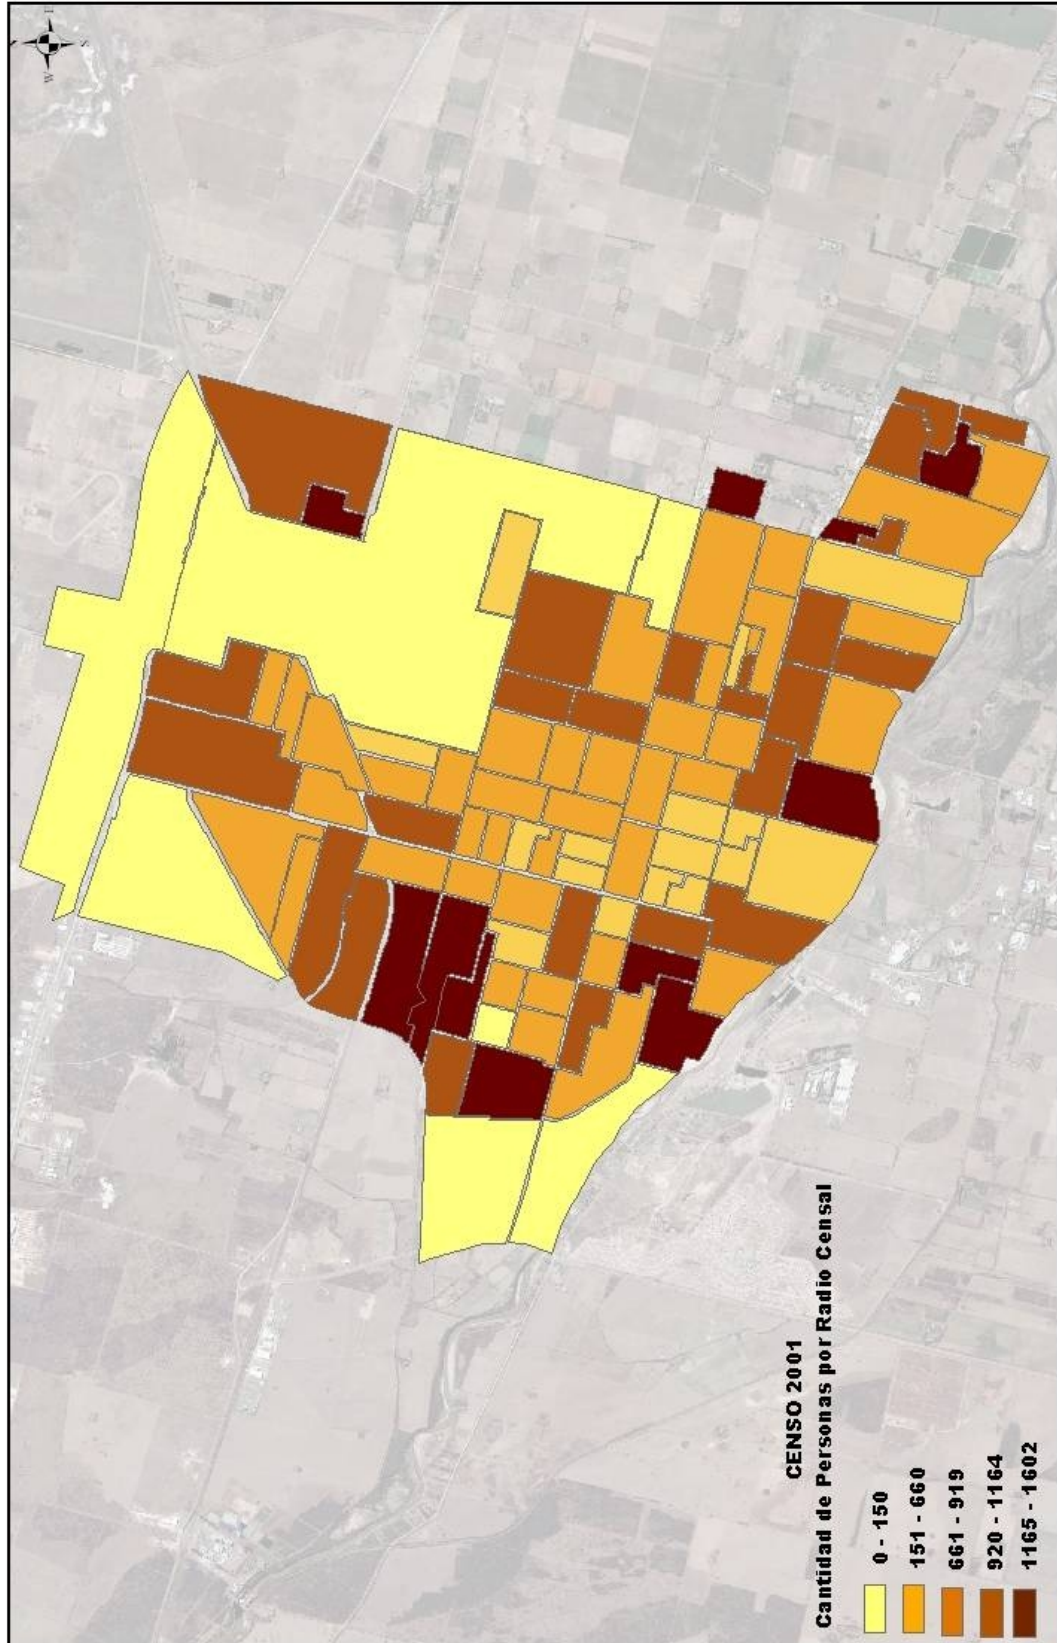 CENSO 2001
Cantidad de Personas por Radio Censal
0 - 150
151 - 660
661 - 919
920 - 1164
1165 - 1602
W